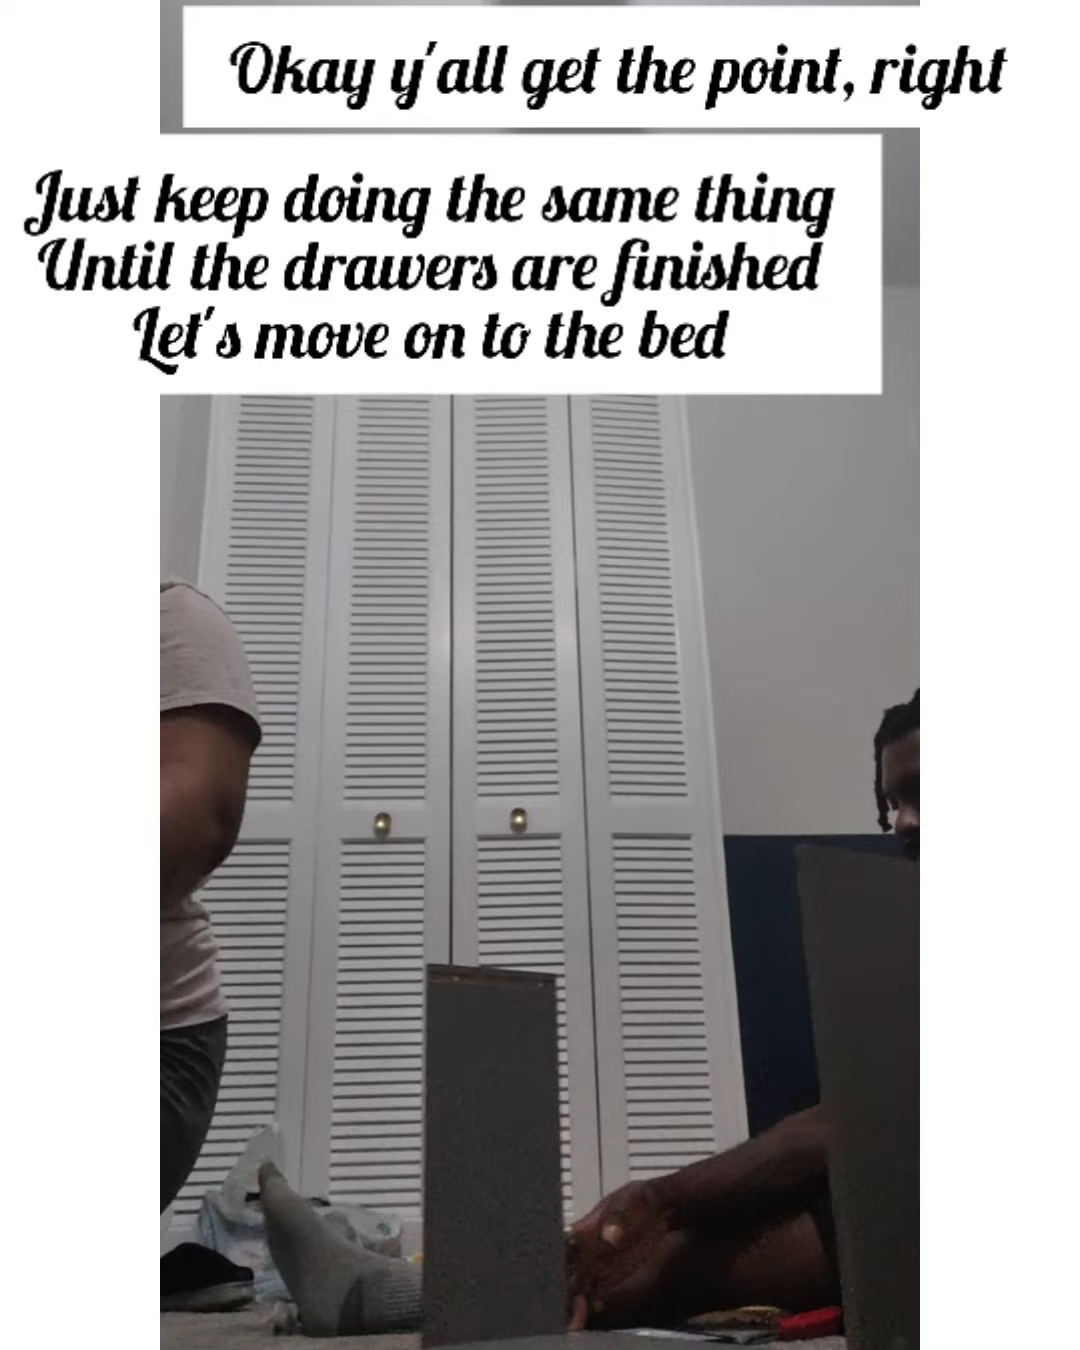 Okay y'all get the point, right
Just keep doing the same thing
Until the drawers are finished
Let's move on to the bed